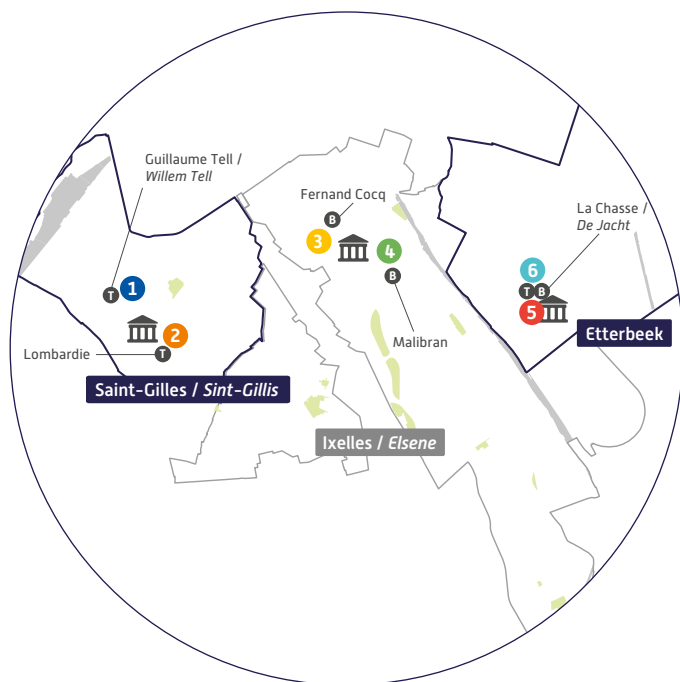 Guillaume Tell /
Willem Tell
Fernand Cocq
B
La Chasse /
De Jacht
3
4
6
B
T
1
T
B
5
2
Lombardie
T
Malibran
Etterbeek
Saint-Gilles / Sint-Gillis
Ixelles / Elsene